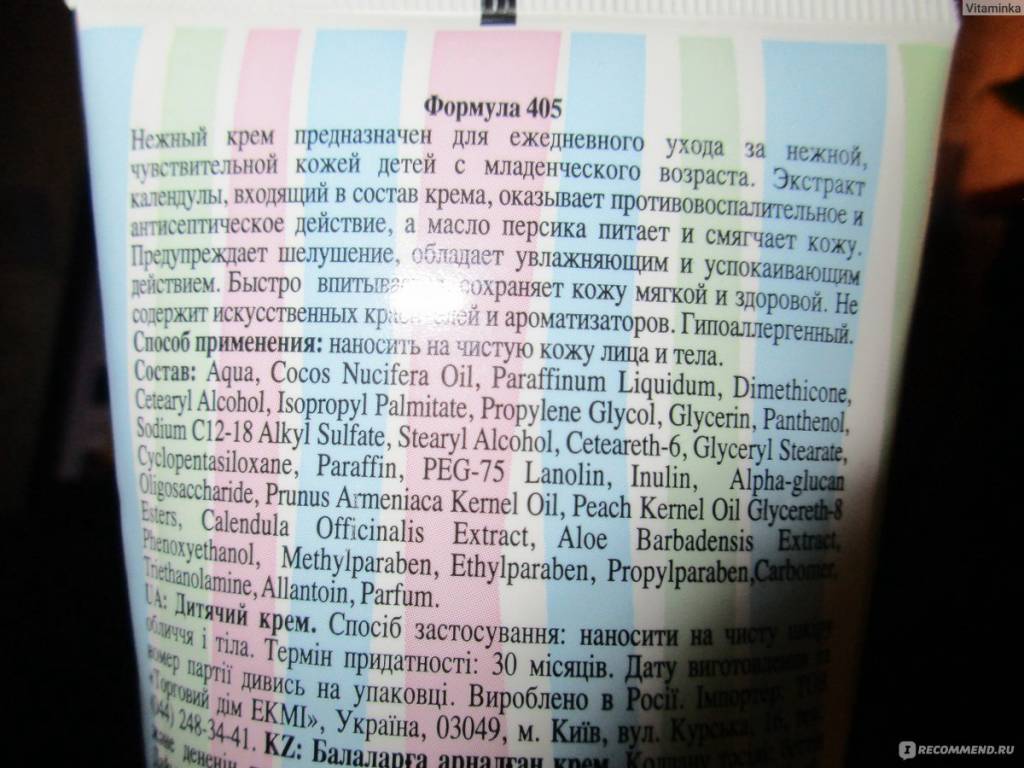 Vitaminka
Формула 405
Нежный крем предназначен для ежедневного ухода за нежной,
чувствительной кожей детей с младенческого возраста. Экстракт
календулы, входящий в состав крема, оказывает противовоспалительное и
антисептическое действие, а масло персика питает и смягчает кожу.
Предупреждает шелушение, обладает увлажняющим и успокаивающим
действием. Быстро сохраняет кожу мягкой и здоровой. Не
содержит искусственных и ароматизаторов. Гипоаллергенный.
Способ применения: наносить на чистую кожу лица и тела.
Состав: Aqua, Cocos Nucifera Oil, Paraffinum Liquidum, Dimethicone,
Cetearyl Alcohol, Isopropyl Palmitate, Propylene Glycol, Glycerin, Panthenol,
Sodium C12-18 Alkyl Sulfate, Stearyl Alcohol, Ceteareth-6, Glyceryl Stearate,
Cyclopentasiloxane, Paraffin, PEG-75 Lanolin, Inulin, Alpha-glucan
Oligosaccharide, Prunus Armeniaca Kernel Oil, Peach Kernel Oil Glycereth-8
Esters, Calendula Officinalis Extract, Aloe Barbadensis Extract,
Phenoxyethanol, Methylparaben, Ethylparaben, Propylparaben,Carbomer,
Triethanolamine, Allantoin, Parfum.
UA: Дитячий крем. Спосіб застосування: наносити на чисту шкіру
обличчя і тіла. Термін придатності: 30 місяців. Дату виготовлення та
номер партії дивись на упаковці. Вироблено в Росії. Імпортер: ТОВ
«Торговий дім ЕКМІ», Україна, 03049, м. Київ, вул. Курська,
(044) 248-34-41. KZ: Балаларға арналған крем.
IRECOMMEND.RU